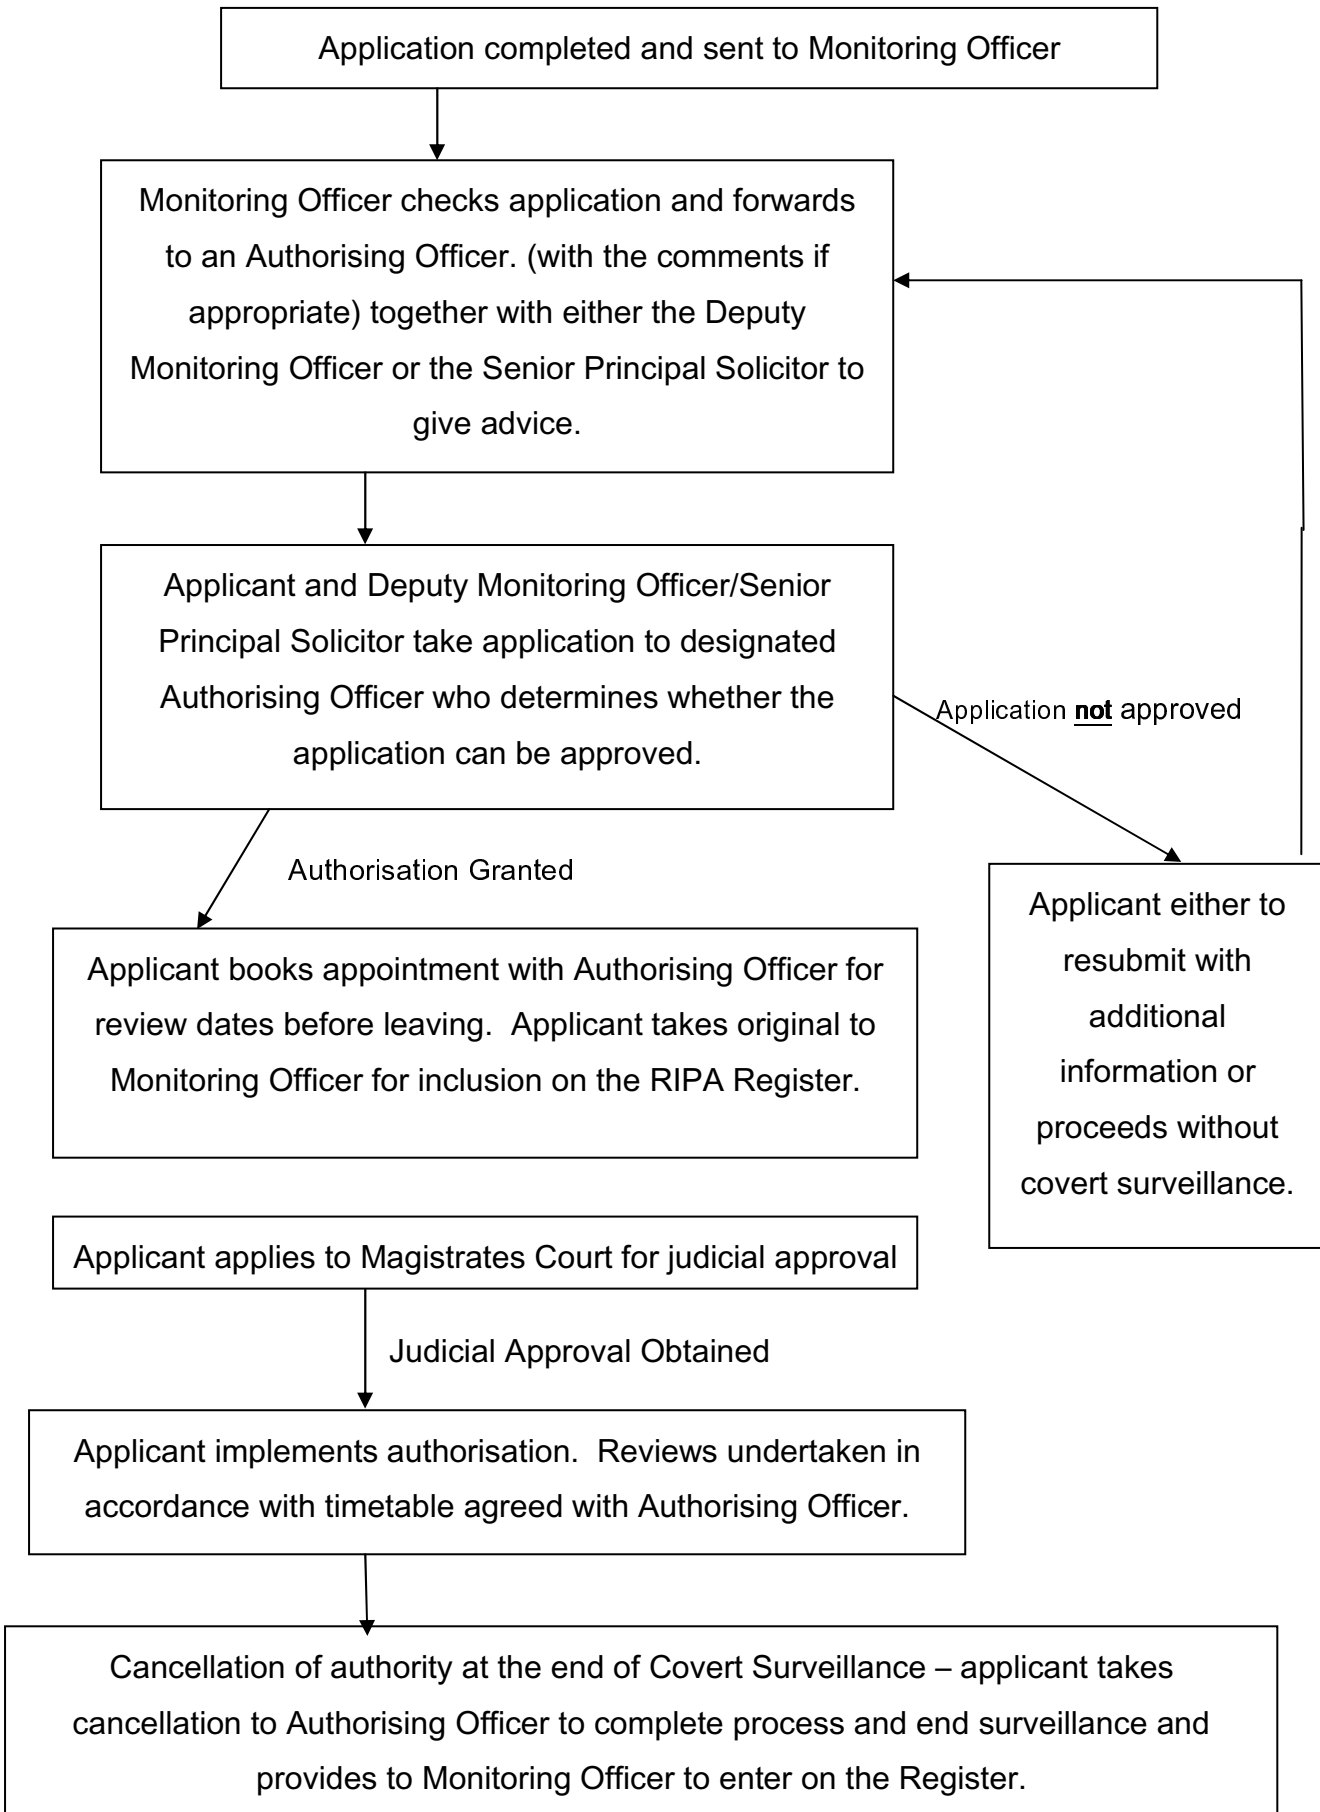 Application completed and sent to Monitoring Officer
Monitoring Officer checks application and forwards
to an Authorising Officer. (with the comments if
appropriate) together with either the Deputy
Monitoring Officer or the Senior Principal Solicitor to
give advice.
Applicant and Deputy Monitoring Officer/Senior
Principal Solicitor take application to designated
Authorising Officer who determines whether the
application can be approved.
Application not approved
Authorisation Granted
Applicant either to
resubmit with
additional
information or
proceeds without
covert surveillance.
Applicant books appointment with Authorising Officer for
review dates before leaving.  Applicant takes original to
Monitoring Officer for inclusion on the RIPA Register.
Applicant applies to Magistrates Court for judicial approval
Judicial Approval Obtained
Applicant implements authorisation.  Reviews undertaken in
accordance with timetable agreed with Authorising Officer.
Cancellation of authority at the end of Covert Surveillance – applicant takes
cancellation to Authorising Officer to complete process and end surveillance and
provides to Monitoring Officer to enter on the Register.